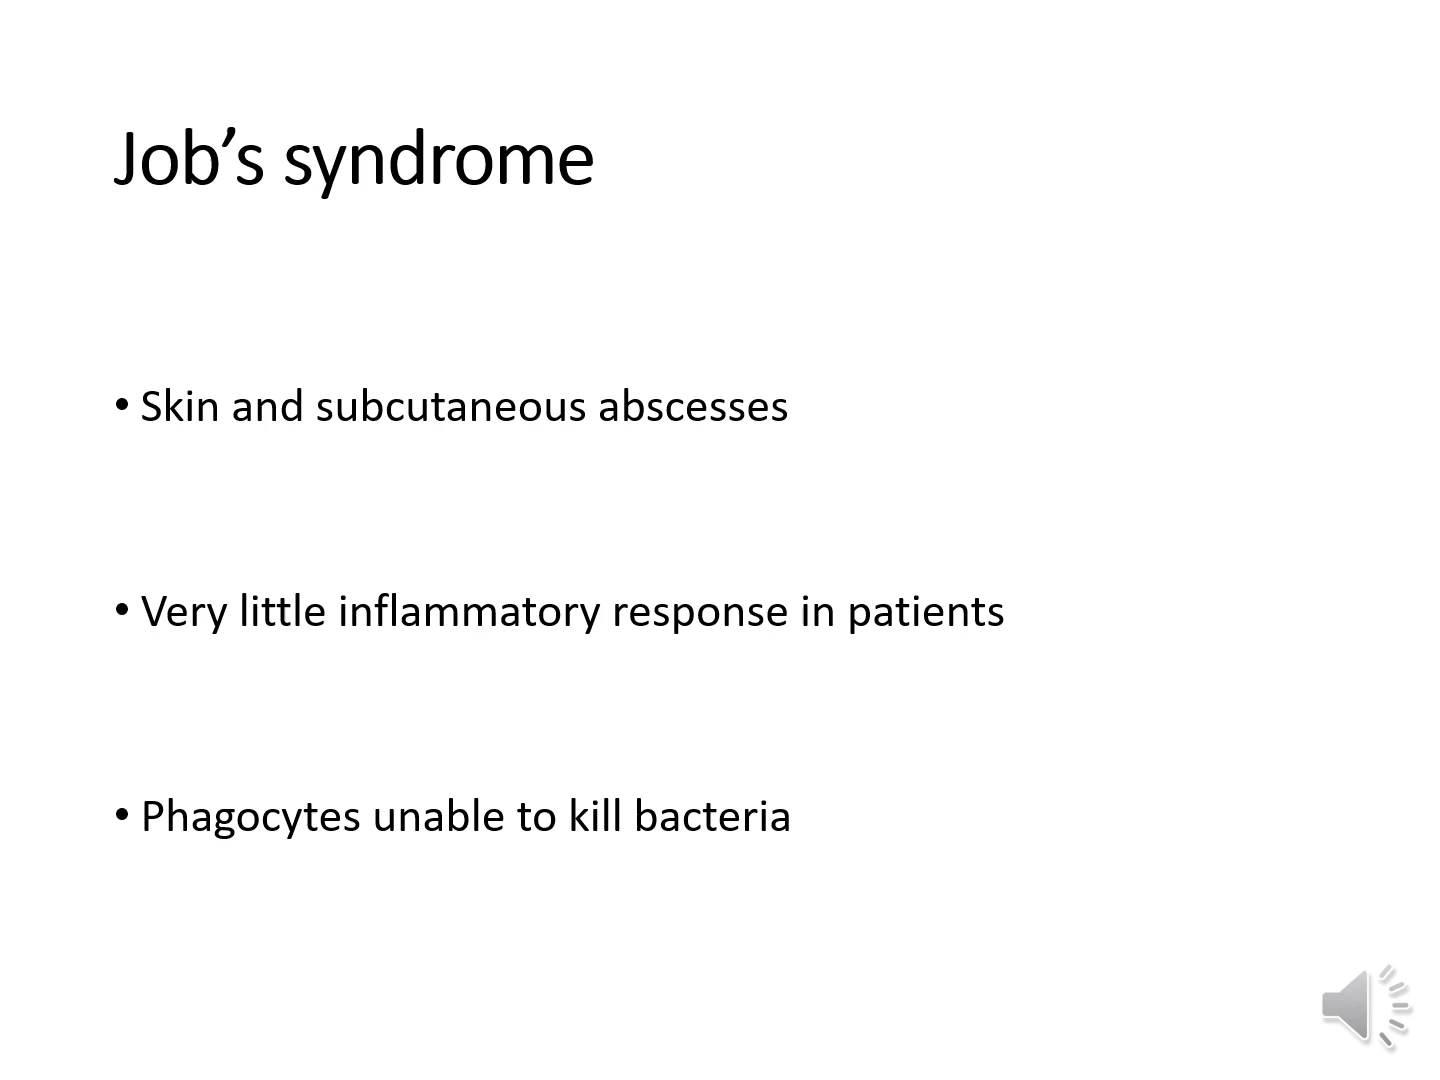 Job’s syndrome
• Skin and subcutaneous abscesses
• Very little inflammatory response in patients
• Phagocytes unable to kill bacteria